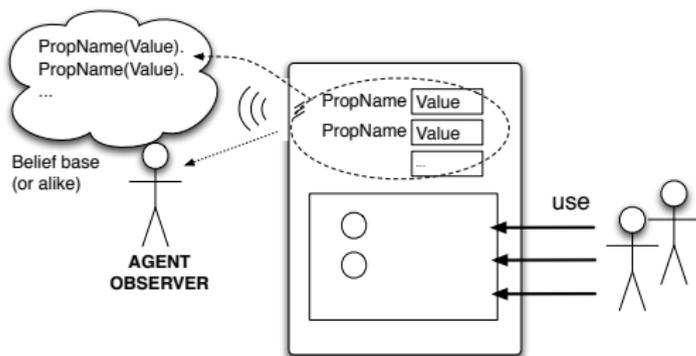 PropName(Value).
PropName(Value).
...
Belief base
(or alike)
AGENT
OBSERVER
PropName Value
PropName Value
...
use